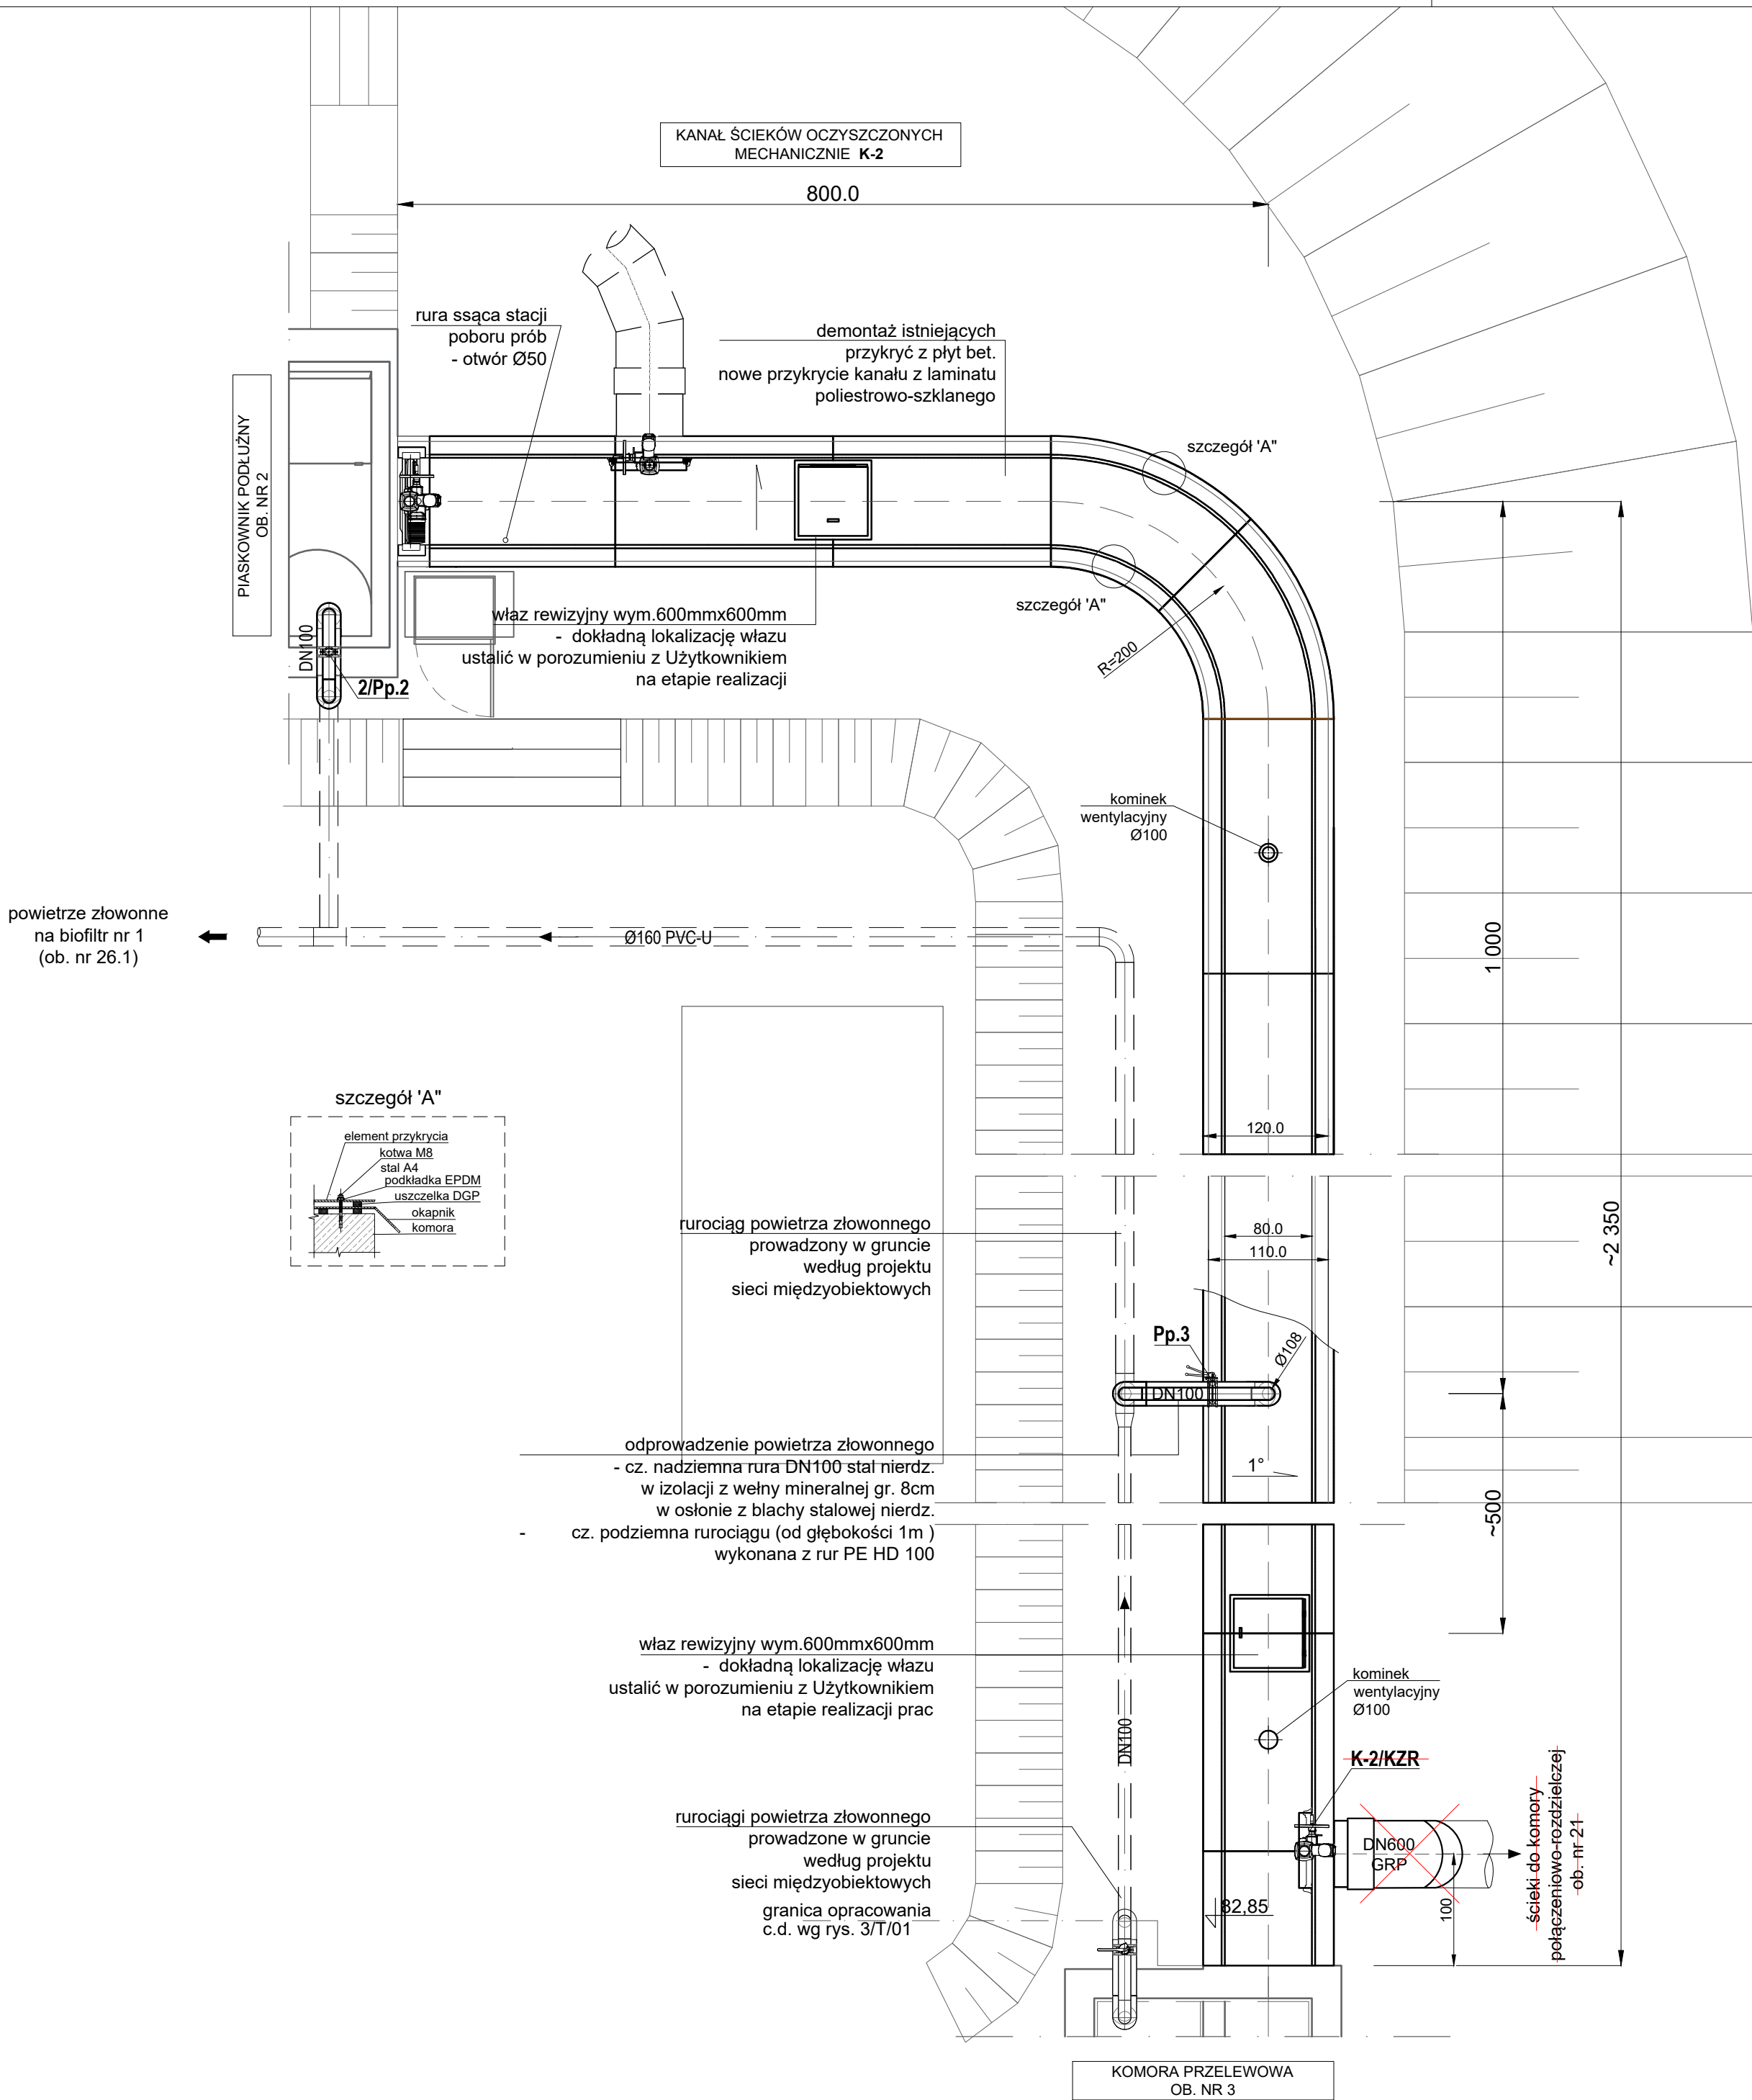 KANAŁ ŚCIEKÓW OCZYSZCZONYCH
MECHANICZNIE K-2
800.0
rura ssąca stacji
poboru prób
- otwór Ø50
demontaż istniejących
przykryć z płyt bet.
nowe przykrycie kanału z laminatu
poliestrowo-szklanego
szczegół 'A"
PIASKOWNIK PODŁUŻNY
OB. NR 2
szczegół 'A"
właz rewizyjny wym.600mmx600mm
- dokładną lokalizację włazu
ustalić w porozumieniu z Użytkownikiem
na etapie realizacji
R=200
DN100
2/Pp.2
kominek
wentylacyjny
Ø100
powietrze złowonne
na biofiltr nr 1
(ob. nr 26.1)
Ø160 PVC-U
1 000
szczegół 'A"
element przykrycia
kotwa M8
stal A4
podkładka EPDM
uszczelka DGP
okapnik
komora
120.0
rurociąg powietrza złowonnego
prowadzony w gruncie
według projektu
sieci międzyobiektowych
80.0
110.0
~2 350
Pp.3
Ø108
DN100
odprowadzenie powietrza złowonnego
- cz. nadziemna rura DN100 stal nierdz.
w izolacji z wełny mineralnej gr. 8cm
w osłonie z blachy stalowej nierdz.
- cz. podziemna rurociągu (od głębokości 1m )
wykonana z rur PE HD 100
1°
~500
właz rewizyjny wym.600mmx600mm
- dokładną lokalizację włazu
ustalić w porozumieniu z Użytkownikiem
na etapie realizacji prac
kominek
wentylacyjny
Ø100
DN100
K-2/KZR
rurociągi powietrza złowonnego
prowadzone w gruncie
według projektu
sieci międzyobiektowych
DN600
GRP
ścieki do komory
połączeniowo-rozdzielczej
ob. nr 21
100
82,85
granica opracowania
c.d. wg rys. 3/T/01
KOMORA PRZELEWOWA
OB. NR 3